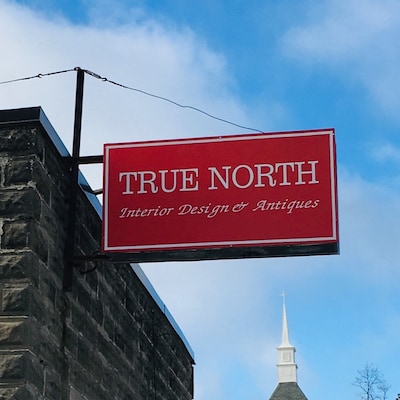 TRUE NORTH
Interior Design & Antiques